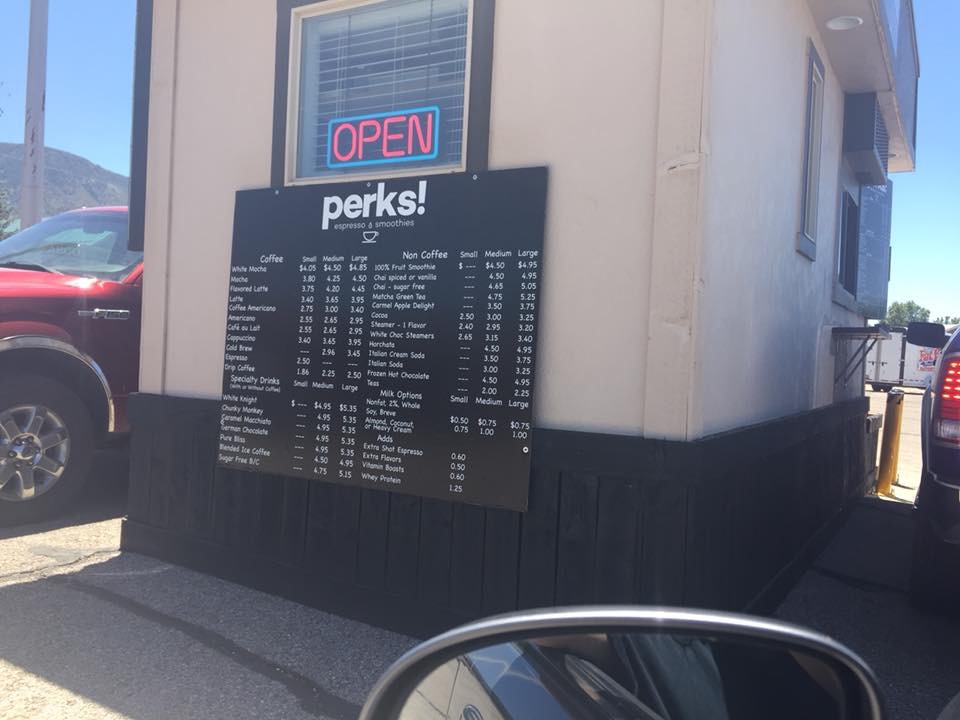 OPEN
perks!
espresso & smoothies
Coffee Small Medium Large
White Mocha $4.05 $4.50 $4.85
Mocha 3.80 4.25 4.50
Flavored Latte 3.75 4.20 4.45
Latte 3.40 3.65 3.95
Coffee Americano 2.75 3.00 3.40
Americano 2.55 2.65 2.95
Café au Lait 2.55 2.65 2.95
Cappuccino 3.40 3.65 3.95
Cold Brew --- 2.96 3.45
Espresso 2.50 --- ---
Drip Coffee 1.86 2.25 2.50
Specialty Drinks Small Medium Large
(With or Without Coffee)
White Knight $ --- $4.95 $5.35
Chunky Monkey --- 4.95 5.35
Caramel Macchiato --- 4.95 5.35
German Chocolate --- 4.95 5.35
Pure Bliss --- 4.95 5.35
Blended Ice Coffee --- 4.50 4.95
Sugar Free B/C --- 4.75 5.15
Non Coffee Small Medium Large
100% Fruit Smoothie $ --- $4.50 $4.95
Chai spiced or vanilla --- 4.50 4.95
Chai - sugar free --- 4.65 5.05
Matcha Green Tea --- 4.75 5.25
Carmel Apple Delight --- 3.50 3.75
Cocoa 2.50 3.00 3.25
Steamer - 1 Flavor 2.40 2.95 3.20
White Choc Steamers 2.65 3.15 3.40
Horchata --- 4.50 4.95
Italian Cream Soda --- 3.50 3.75
Italian Soda --- 3.00 3.25
Frozen Hot Chocolate --- 4.50 4.95
Teas --- 2.00 2.25
Milk Options Small Medium Large
Nonfat, 2%, Whole
Soy, Breve $0.50 $0.75 $0.75
Almond, Coconut, 0.75 1.00 1.00
or Heavy Cream
Adds
Extra Shot Espresso 0.60
Extra Flavors 0.50
Vitamin Boosts 0.60
Whey Protein 1.25